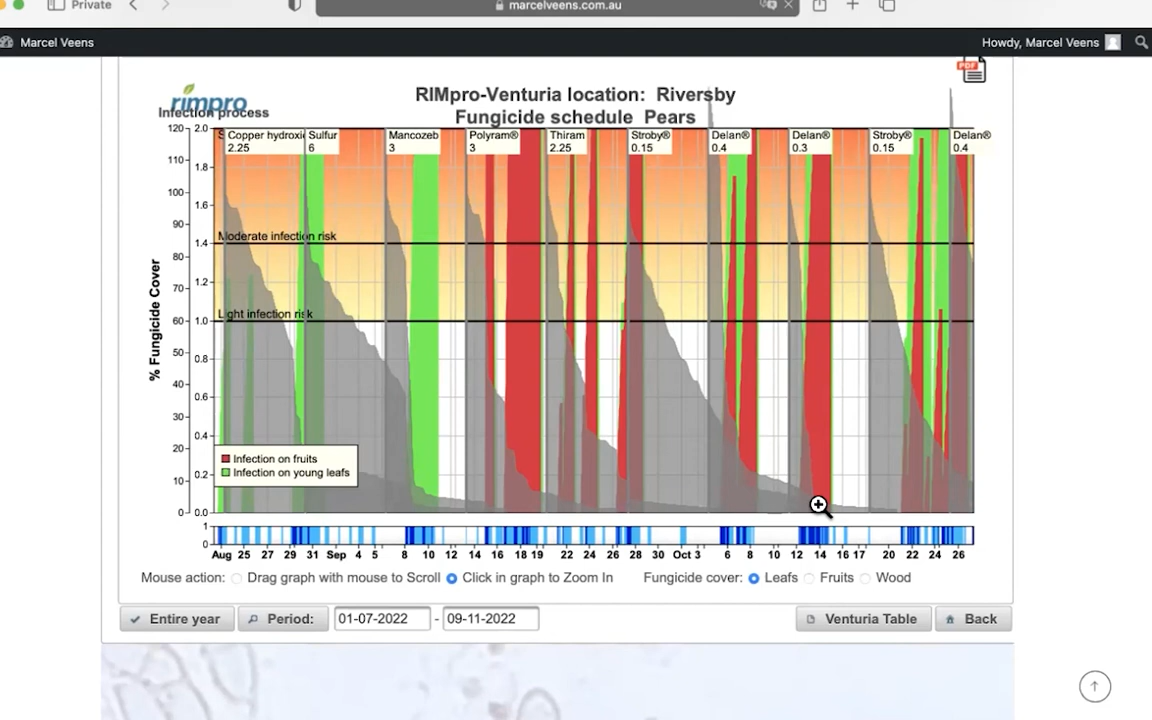 Private
marcelveens.com.au
Marcel Veens
Howdy, Marcel Veens
PDF
rimpro
RIMpro-Venturia location: Riversby
Fungicide schedule Pears
Infection process
Copper hydroxi
2.25
Sulfur
6
Mancozeb
3
Polyram®
3
Thiram
2.25
Stroby®
0.15
Delan®
0.4
Delan®
0.3
Stroby®
0.15
Delan®
0.4
120 2.0
110 1.8
100 1.6
90 1.4
80 1.2
70
60 1.0
50 0.8
40 0.6
30 0.4
20 0.2
10
0 0.0
% Fungicide Cover
Moderate infection risk
Light infection risk
Infection on fruits
Infection on young leafs
1
0
Aug 25 27 29 31 Sep 4 5 8 10 12 14 16 18 19 22 24 26 28 30 Oct 3 6 8 10 12 14 16 17 20 22 24 26
Mouse action: Drag graph with mouse to Scroll Click in graph to Zoom In Fungicide cover: Leafs Fruits Wood
Entire year Period: 01-07-2022 - 09-11-2022 Venturia Table Back